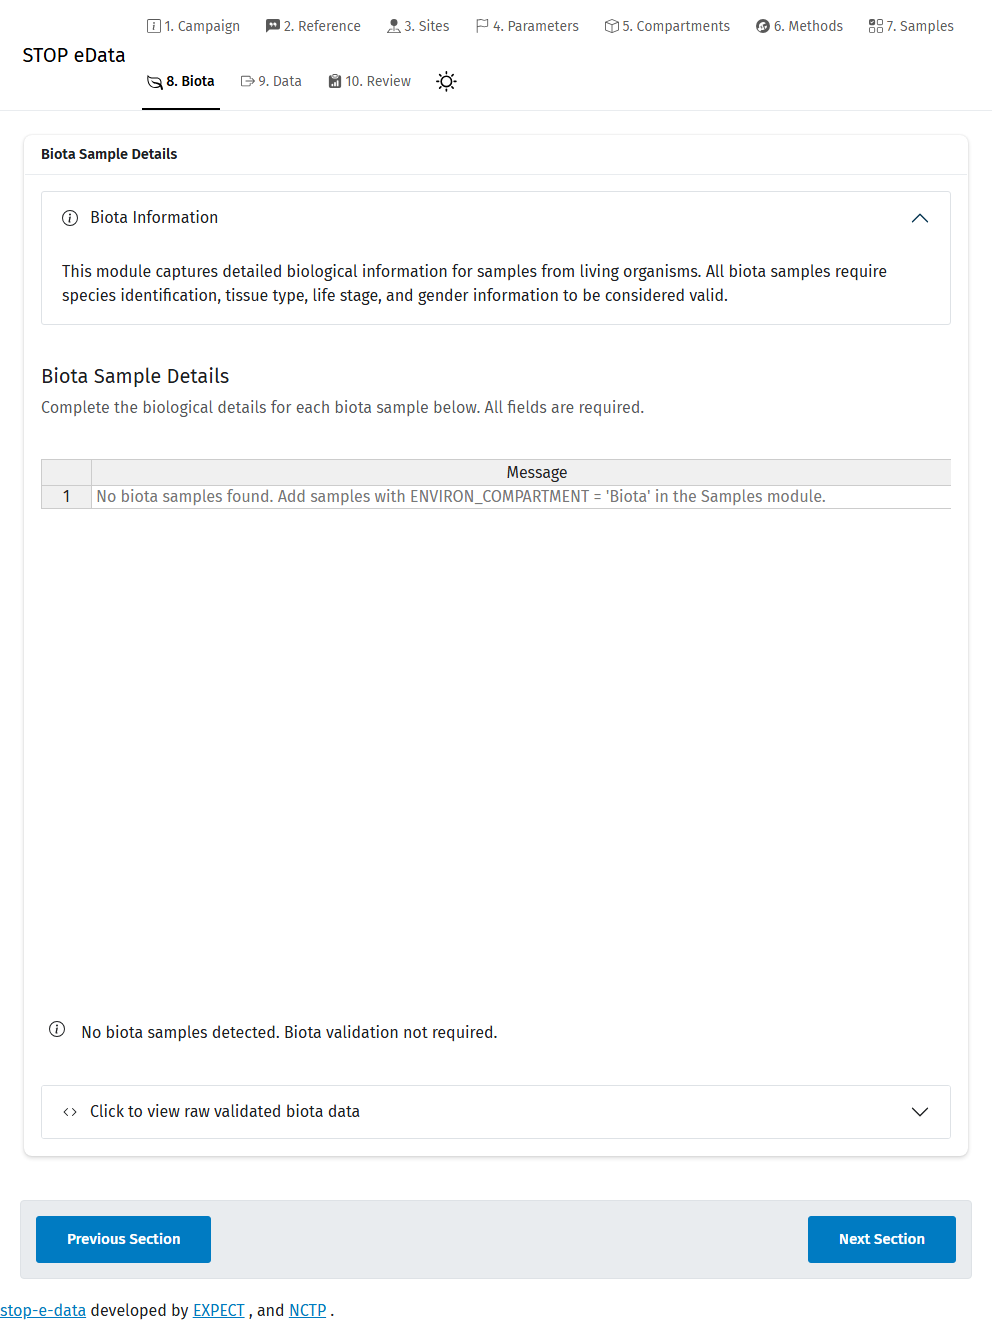 STOP eData
1. Campaign
2. Reference
3. Sites
4. Parameters
5. Compartments
6. Methods
7. Samples
8. Biota
9. Data
10. Review
Biota Sample Details
Biota Information
This module captures detailed biological information for samples from living organisms. All biota samples require
species identification, tissue type, life stage, and gender information to be considered valid.
Biota Sample Details
Complete the biological details for each biota sample below. All fields are required.
Message
1 No biota samples found. Add samples with ENVIRON_COMPARTMENT = 'Biota' in the Samples module.
No biota samples detected. Biota validation not required.
Click to view raw validated biota data
Previous Section
Next Section
stop-e-data developed by EXPECT , and NCTP .